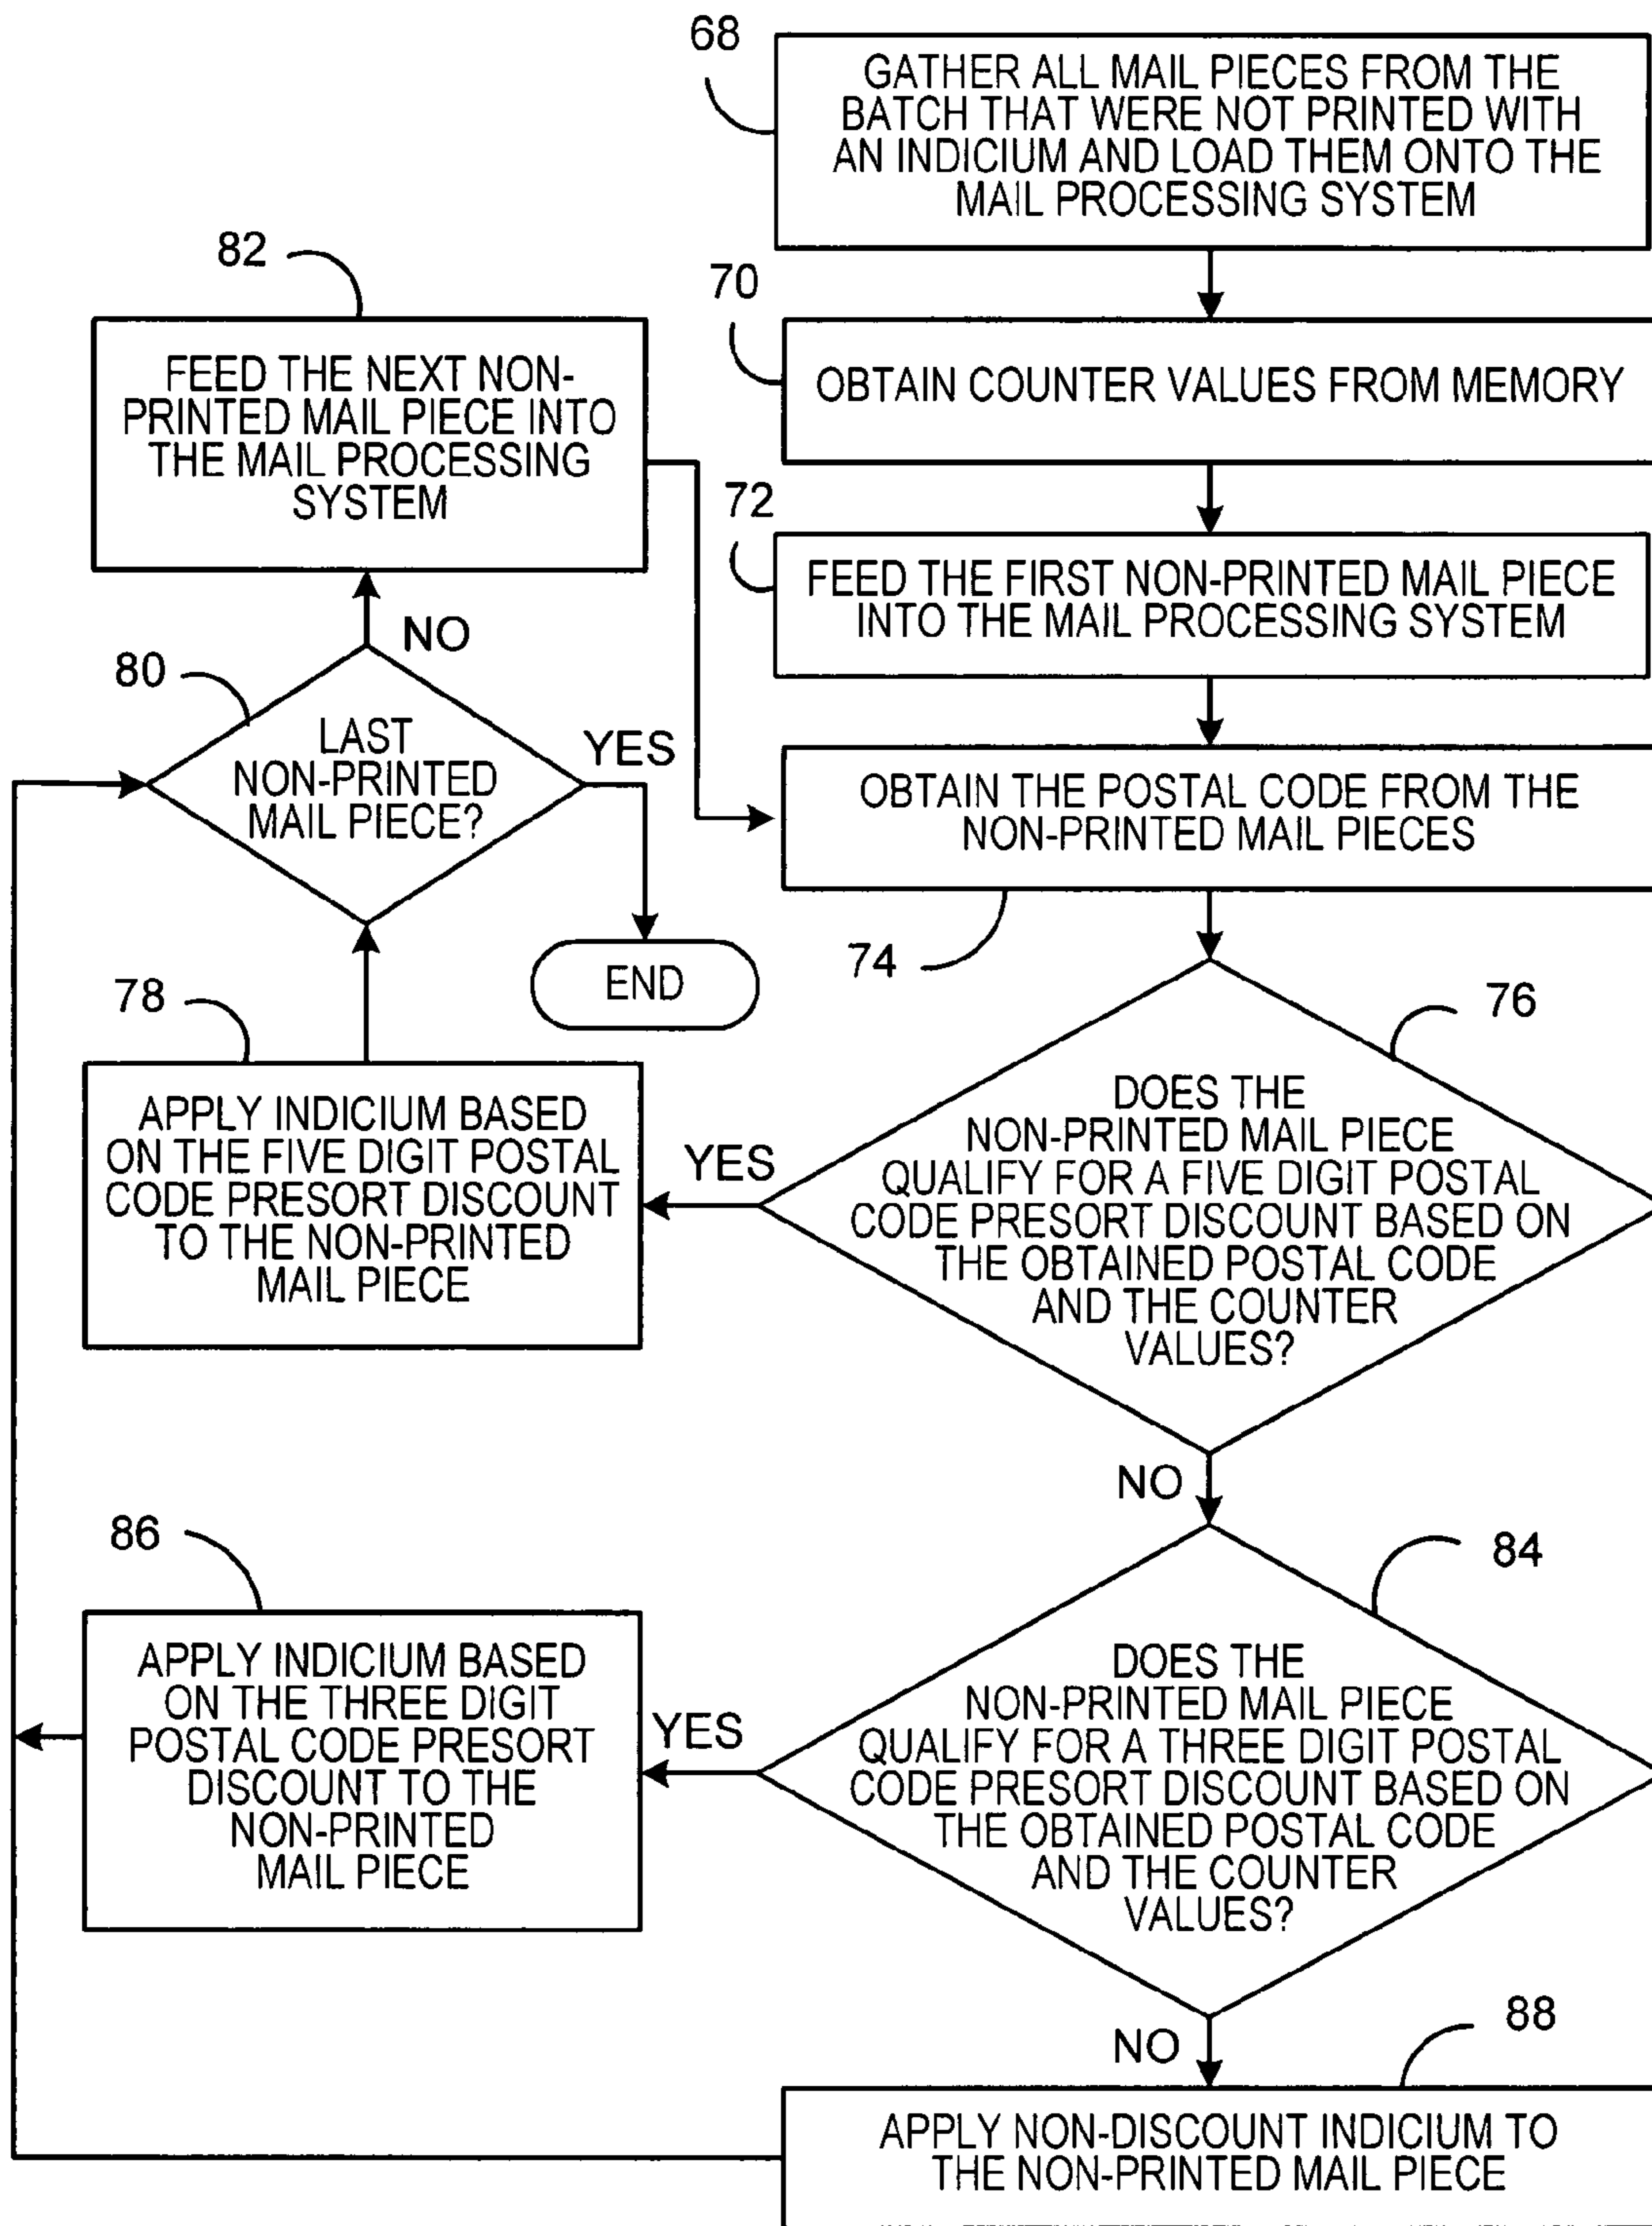 68
GATHER ALL MAIL PIECES FROM THE
BATCH THAT WERE NOT PRINTED WITH
AN INDICIUM AND LOAD THEM ONTO THE
MAIL PROCESSING SYSTEM
70
OBTAIN COUNTER VALUES FROM MEMORY
72
FEED THE FIRST NON-PRINTED MAIL PIECE
INTO THE MAIL PROCESSING SYSTEM
OBTAIN THE POSTAL CODE FROM THE
NON-PRINTED MAIL PIECES
74
76
DOES THE
NON-PRINTED MAIL PIECE
QUALIFY FOR A FIVE DIGIT POSTAL
CODE PRESORT DISCOUNT BASED ON
THE OBTAINED POSTAL CODE
AND THE COUNTER
VALUES?
YES
78
APPLY INDICIUM BASED
ON THE FIVE DIGIT POSTAL
CODE PRESORT DISCOUNT
TO THE NON-PRINTED
MAIL PIECE
80
LAST
NON-PRINTED
MAIL PIECE?
YES
END
NO
82
FEED THE NEXT NON-
PRINTED MAIL PIECE INTO
THE MAIL PROCESSING
SYSTEM
NO
84
DOES THE
NON-PRINTED MAIL PIECE
QUALIFY FOR A THREE DIGIT POSTAL
CODE PRESORT DISCOUNT BASED ON
THE OBTAINED POSTAL CODE
AND THE COUNTER
VALUES?
YES
86
APPLY INDICIUM BASED
ON THE THREE DIGIT
POSTAL CODE PRESORT
DISCOUNT TO THE
NON-PRINTED
MAIL PIECE
NO
88
APPLY NON-DISCOUNT INDICIUM TO
THE NON-PRINTED MAIL PIECE